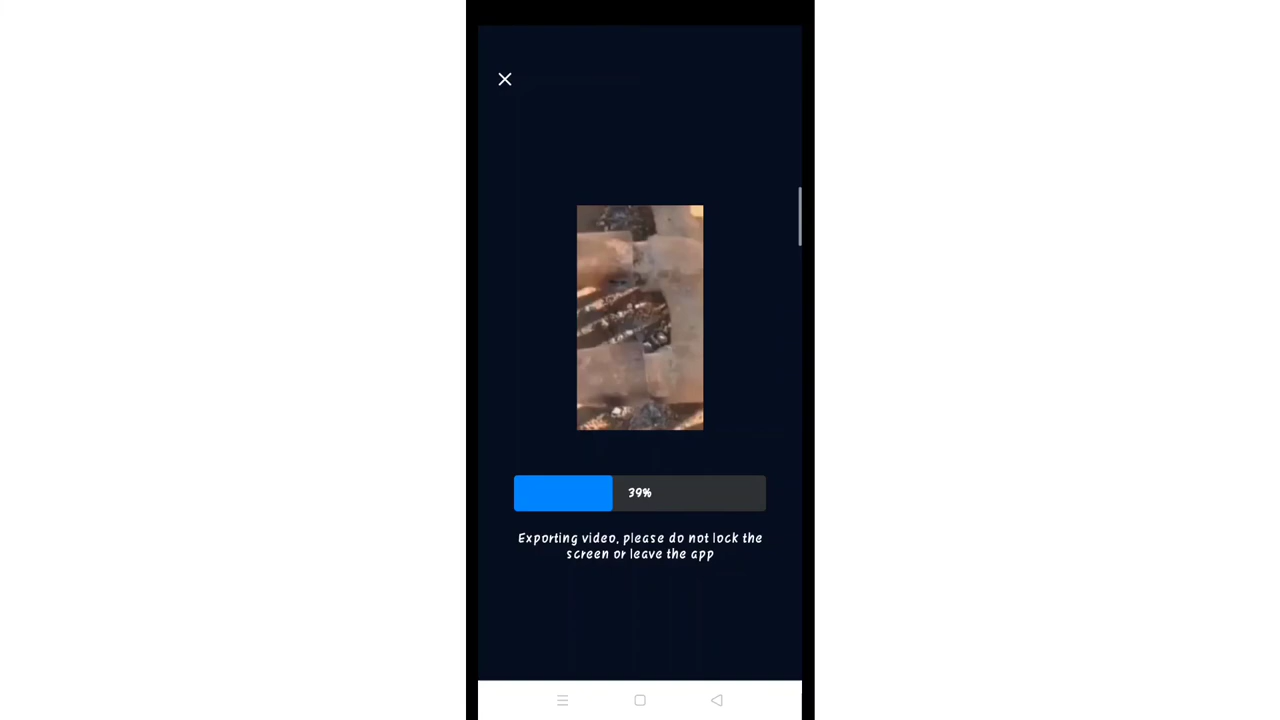 39%
Exporting video, please do not lock the
screen or leave the app